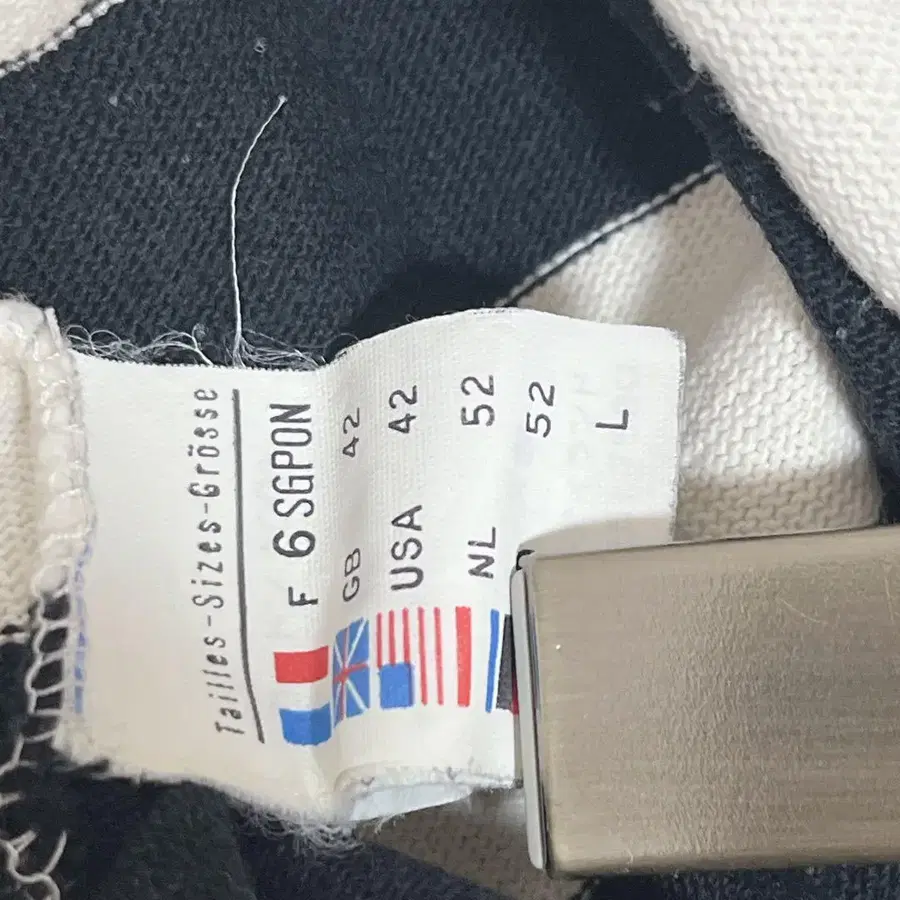 Tailles-Sizes-Grösse
F 6 SGPON
GB 42
USA 42
NL 52
52
L